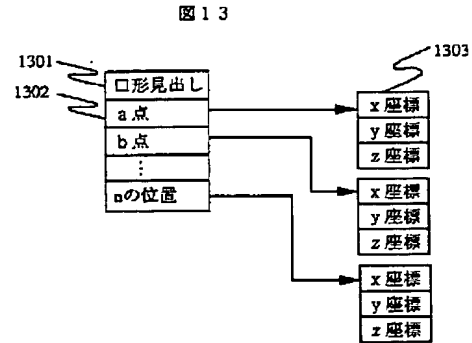 図13
1301
1302
1303
口形見出し
a点
b点
⋮
nの位置
x座標
y座標
z座標
x座標
y座標
z座標
x座標
y座標
z座標